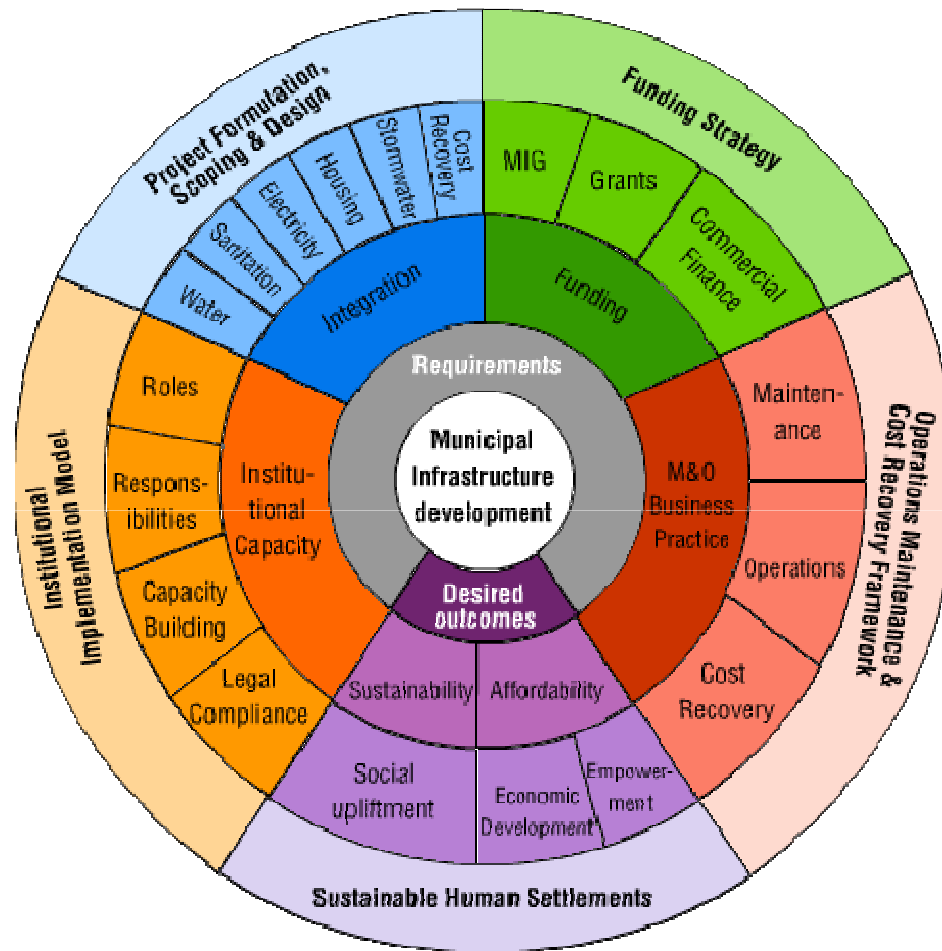 Project Formulation,
Scoping & Design
Funding Strategy
Water
Sanitation
Electricity
Housing
Stormwater
Cost
Recovery
MIG
Grants
Commercial
Finance
Integration
Funding
Requirements
Municipal
Infrastructure
development
Desired
outcomes
Institutional
Implementation Model
Roles
Respons-
ibilities
Capacity
Building
Legal
Compliance
Institu-
tional
Capacity
M&O
Business
Practice
Mainten-
ance
Operations
Cost
Recovery
Operations Maintenance &
Cost Recovery Framework
Sustainability
Affordability
Social
upliftment
Economic
Development
Empower-
ment
Sustainable Human Settlements